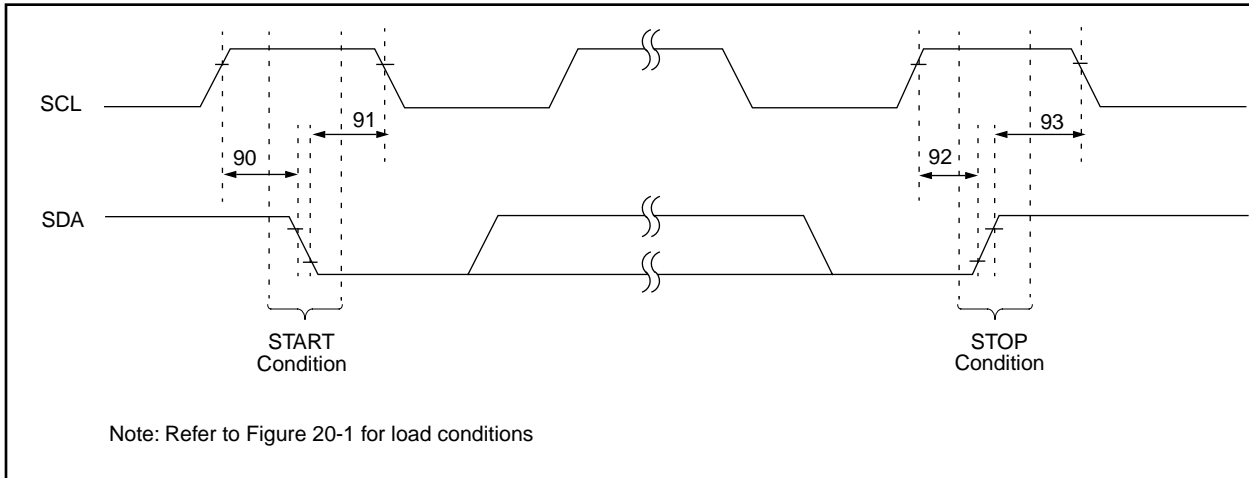 SCL
91
93
90
92
SDA
START
Condition
STOP
Condition
Note: Refer to Figure 20-1 for load conditions